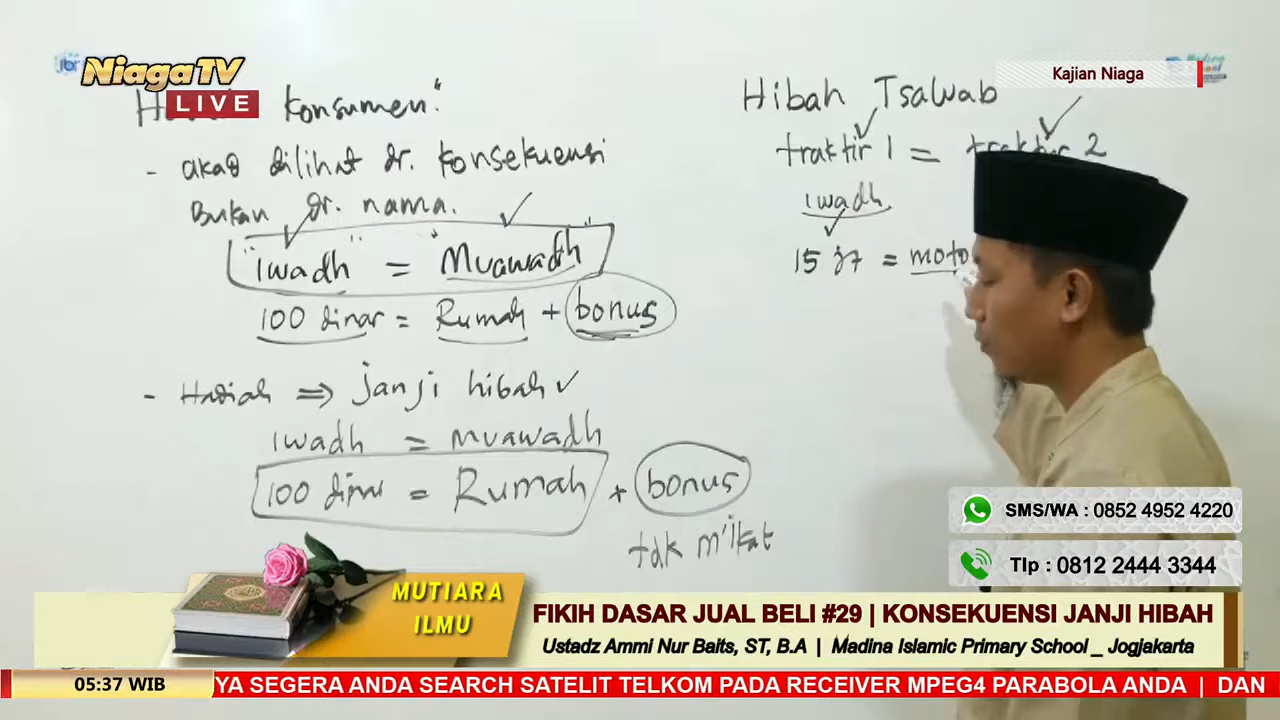 NiagaTV
LIVE
Kajian Niaga
konsumen"
- akad dilihat dr. konsekuensi
Bukan dr. nama.
"iwadh" = "Muawadh"
100 dinar = Rumah + bonus
- Hadiah ⇒ janji hibah ✓
iwadh = muawadh
100 dinar = Rumah + bonus
tdk m'ikat
Hibah Tsawab
traktir 1 = traktir 2
iwadh
15 jt = moto
SMS/WA : 0852 4952 4220
Tlp : 0812 2444 3344
MUTIARA
ILMU
FIKIH DASAR JUAL BELI #29 | KONSEKUENSI JANJI HIBAH
Ustadz Ammi Nur Baits, ST, B.A | Madina Islamic Primary School _ Jogjakarta
05:37 WIB
YA SEGERA ANDA SEARCH SATELIT TELKOM PADA RECEIVER MPEG4 PARABOLA ANDA | DAN